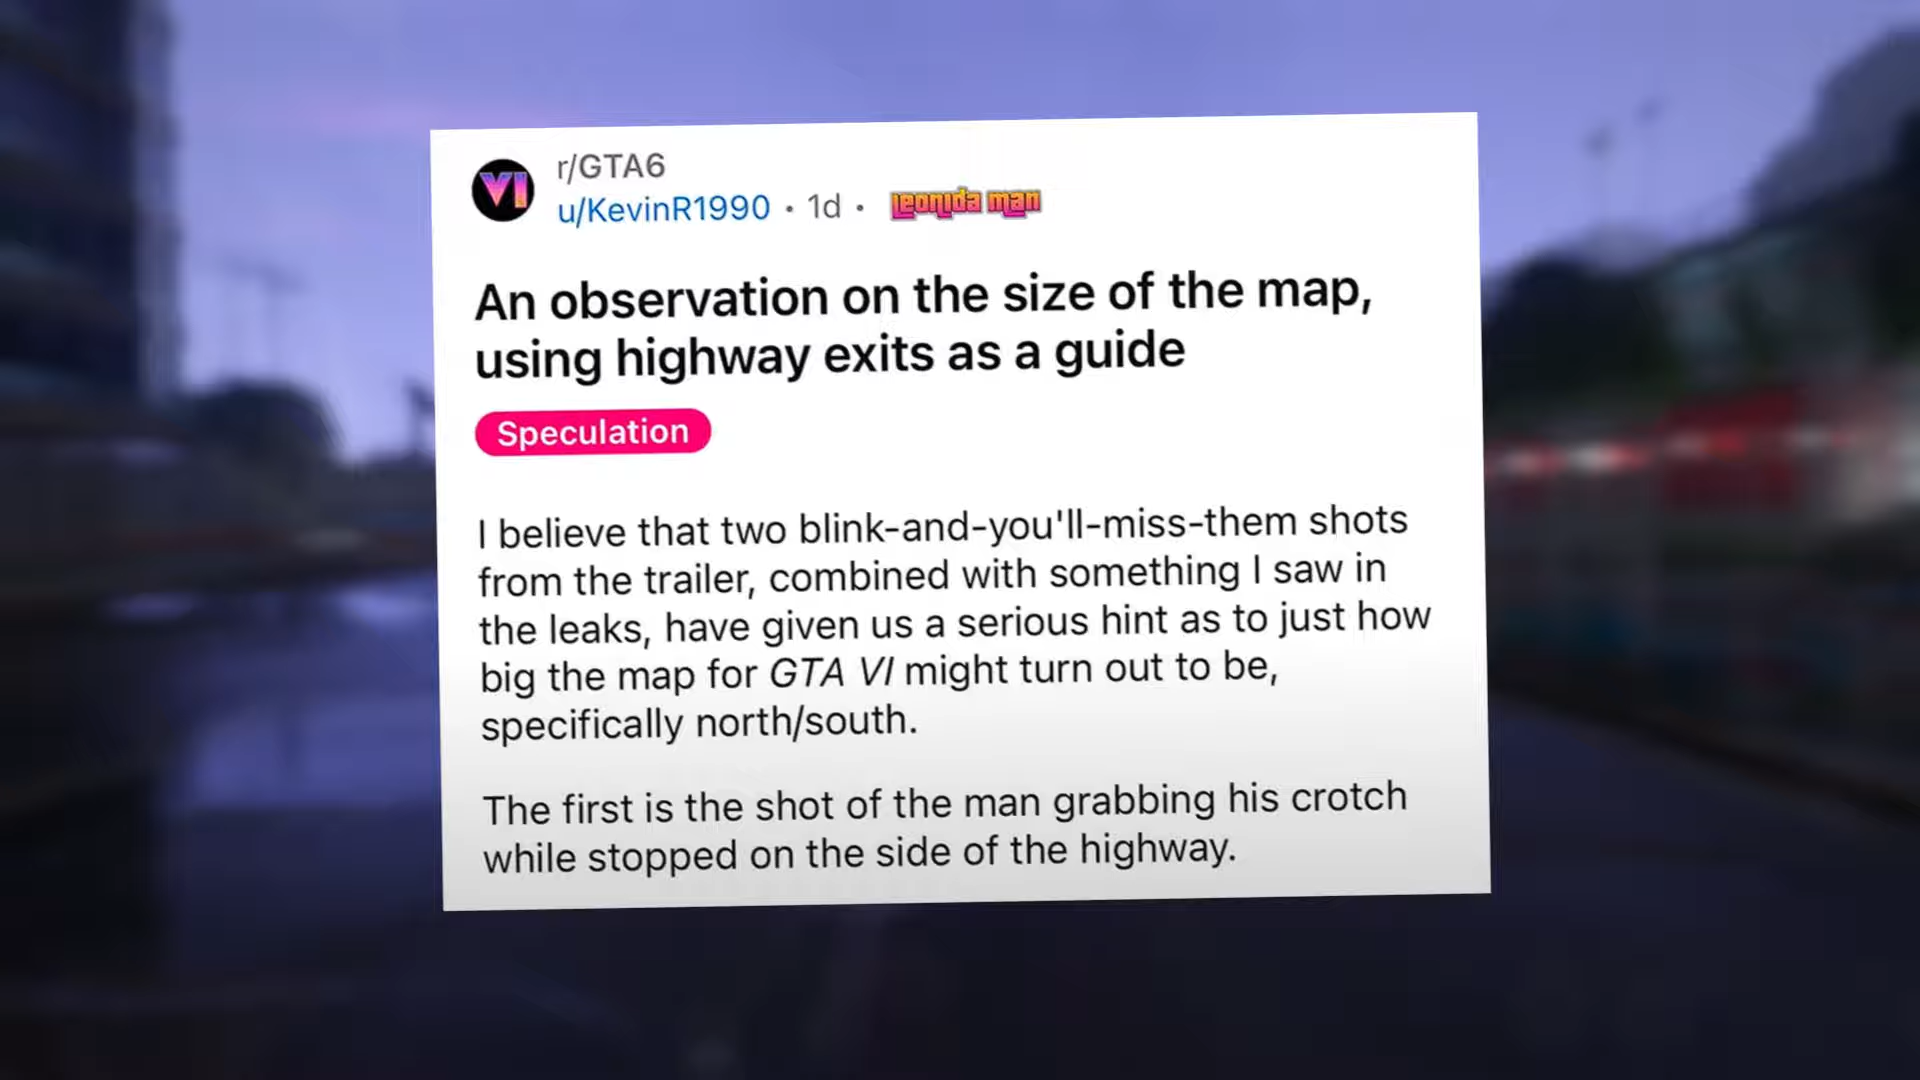 VI
r/GTA6
u/KevinR1990 • 1d • Leonida man
An observation on the size of the map,
using highway exits as a guide
Speculation
I believe that two blink-and-you'll-miss-them shots
from the trailer, combined with something I saw in
the leaks, have given us a serious hint as to just how
big the map for GTA VI might turn out to be,
specifically north/south.
The first is the shot of the man grabbing his crotch
while stopped on the side of the highway.